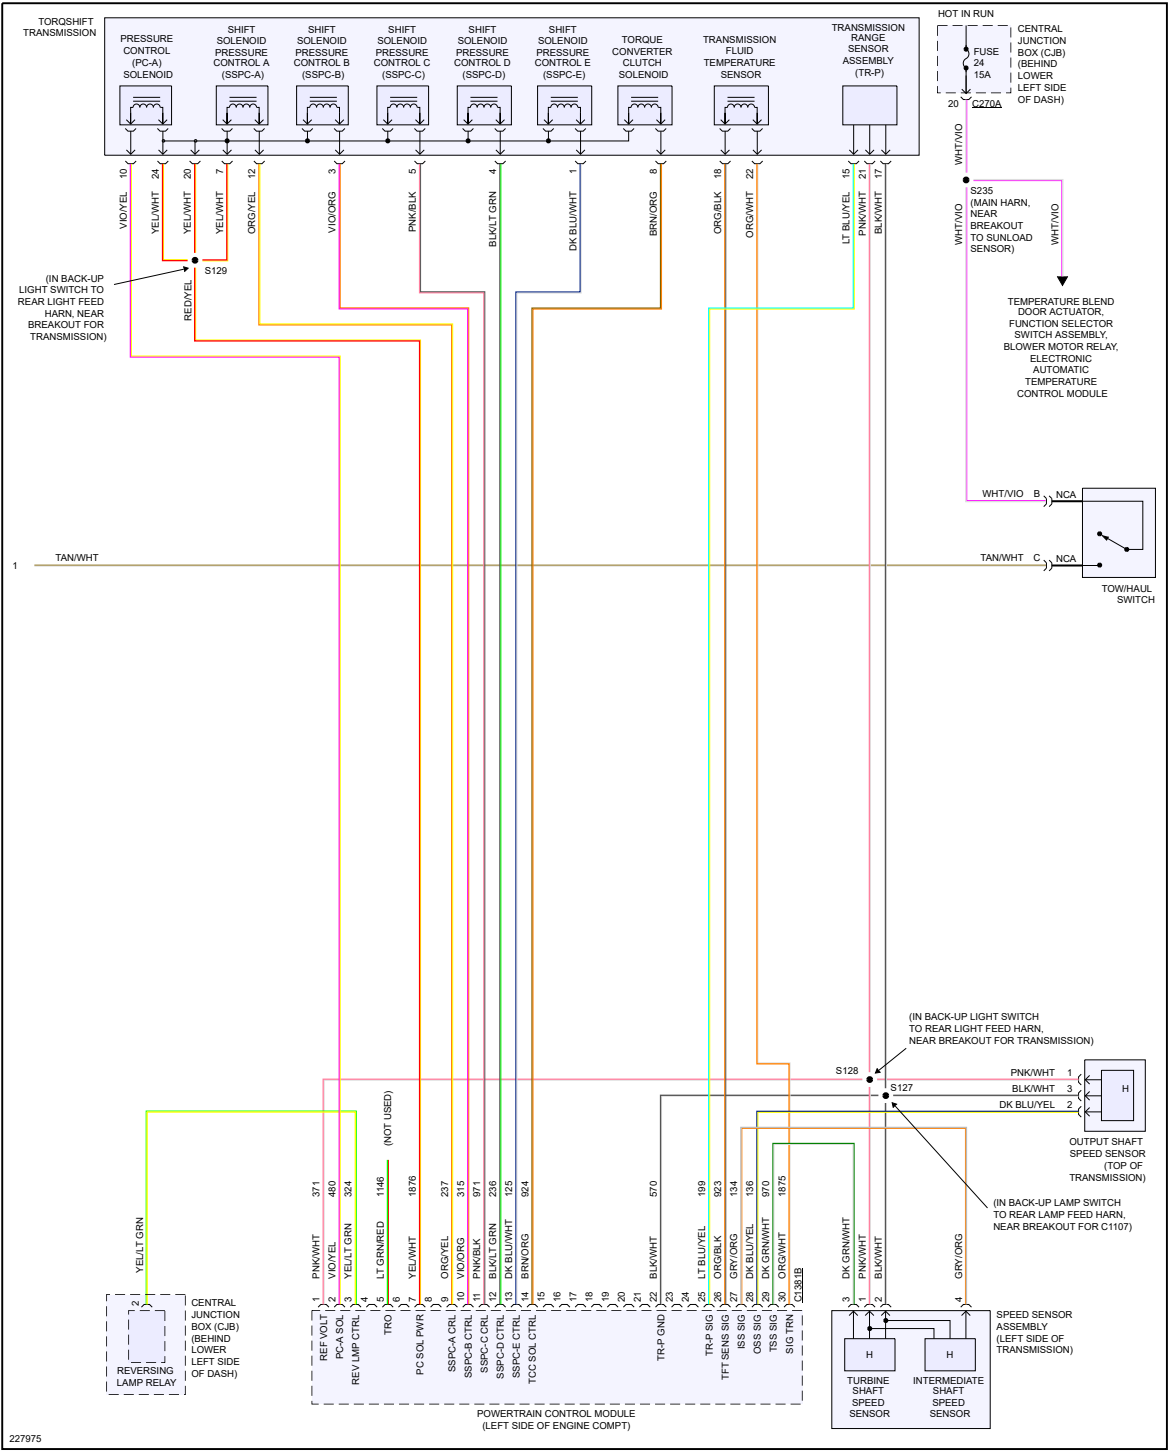 TORQSHIFT
TRANSMISSION
PRESSURE
CONTROL
(PC-A)
SOLENOID
SHIFT
SOLENOID
PRESSURE
CONTROL A
(SSPC-A)
SHIFT
SOLENOID
PRESSURE
CONTROL B
(SSPC-B)
SHIFT
SOLENOID
PRESSURE
CONTROL C
(SSPC-C)
SHIFT
SOLENOID
PRESSURE
CONTROL D
(SSPC-D)
SHIFT
SOLENOID
PRESSURE
CONTROL E
(SSPC-E)
TORQUE
CONVERTER
CLUTCH
SOLENOID
TRANSMISSION
FLUID
TEMPERATURE
SENSOR
TRANSMISSION
RANGE
SENSOR
ASSEMBLY
(TR-P)
HOT IN RUN
FUSE
24
15A
CENTRAL
JUNCTION
BOX (CJB)
(BEHIND
LOWER
LEFT SIDE
OF DASH)
20
C270A
WHT/VIO
S235
(MAIN HARN,
NEAR
BREAKOUT
TO SUNLOAD
SENSOR)
WHT/VIO
WHT/VIO
TEMPERATURE BLEND
DOOR ACTUATOR,
FUNCTION SELECTOR
SWITCH ASSEMBLY,
BLOWER MOTOR RELAY,
ELECTRONIC
AUTOMATIC
TEMPERATURE
CONTROL MODULE
10
VIO/YEL
24
YEL/WHT
20
YEL/WHT
7
YEL/WHT
12
ORG/YEL
3
VIO/ORG
5
PNK/BLK
4
BLK/LT GRN
1
DK BLU/WHT
8
BRN/ORG
18
ORG/BLK
22
ORG/WHT
15
LT BLU/YEL
21
PNK/WHT
17
BLK/WHT
S129
(IN BACK-UP
LIGHT SWITCH TO
REAR LIGHT FEED
HARN, NEAR
BREAKOUT FOR
TRANSMISSION)
RED/YEL
WHT/VIO B NCA
1 TAN/WHT
TAN/WHT C NCA
TOW/HAUL
SWITCH
(IN BACK-UP LIGHT SWITCH
TO REAR LIGHT FEED HARN,
NEAR BREAKOUT FOR TRANSMISSION)
S128
S127
PNK/WHT 1
BLK/WHT 3
DK BLU/YEL 2
H
OUTPUT SHAFT
SPEED SENSOR
(TOP OF
TRANSMISSION)
(IN BACK-UP LAMP SWITCH
TO REAR LAMP FEED HARN,
NEAR BREAKOUT FOR C1107)
(NOT USED)
YEL/LT GRN
2
REVERSING
LAMP RELAY
CENTRAL
JUNCTION
BOX (CJB)
(BEHIND
LOWER
LEFT SIDE
OF DASH)
371
PNK/WHT
1
REF VOLT
480
VIO/YEL
2
PC-A SOL
324
YEL/LT GRN
3
REV LMP CTRL
4
1146
LT GRN/RED
5
TRO
6
1876
YEL/WHT
7
PC SOL PWR
8
237
ORG/YEL
9
SSPC-A CRL
315
VIO/ORG
10
SSPC-B CTRL
971
PNK/BLK
11
SSPC-C CRL
236
BLK/LT GRN
12
SSPC-D CTRL
125
DK BLU/WHT
13
SSPC-E CTRL
924
BRN/ORG
14
TCC SOL CTRL
15
16
17
18
19
20
21
570
BLK/WHT
22
TR-P GND
23
24
199
LT BLU/YEL
25
TR-P SIG
923
ORG/BLK
26
TFT SENS SIG
134
GRY/ORG
27
ISS SIG
136
DK BLU/YEL
28
OSS SIG
970
DK GRN/WHT
29
TSS SIG
1875
ORG/WHT
30
SIG TRN
C1381B
POWERTRAIN CONTROL MODULE
(LEFT SIDE OF ENGINE COMPT)
DK GRN/WHT
3
PNK/WHT
1
BLK/WHT
2
GRY/ORG
4
H
H
TURBINE
SHAFT
SPEED
SENSOR
INTERMEDIATE
SHAFT
SPEED
SENSOR
SPEED SENSOR
ASSEMBLY
(LEFT SIDE OF
TRANSMISSION)
227975